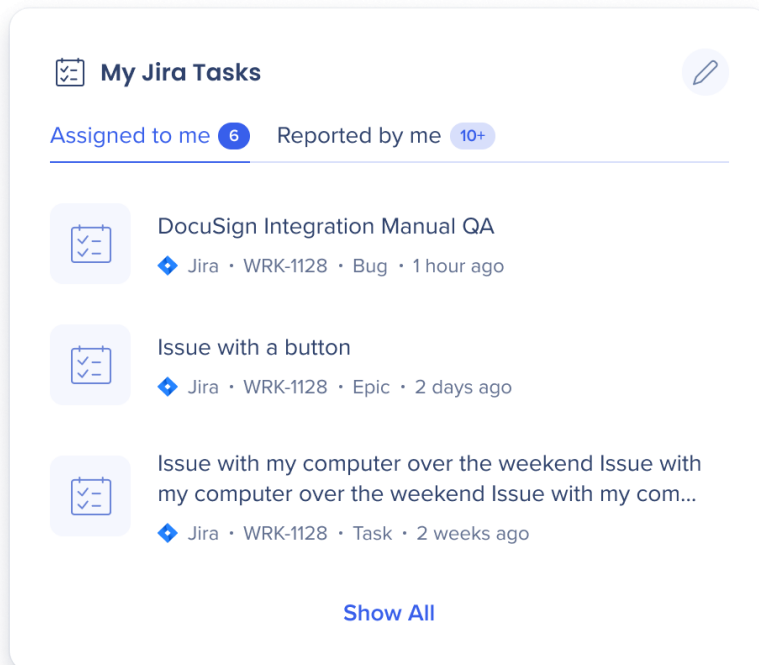 My Jira Tasks
Assigned to me 6 Reported by me 10+
DocuSign Integration Manual QA
Jira · WRK-1128 · Bug · 1 hour ago
Issue with a button
Jira · WRK-1128 · Epic · 2 days ago
Issue with my computer over the weekend Issue with
my computer over the weekend Issue with my com...
Jira · WRK-1128 · Task · 2 weeks ago
Show All